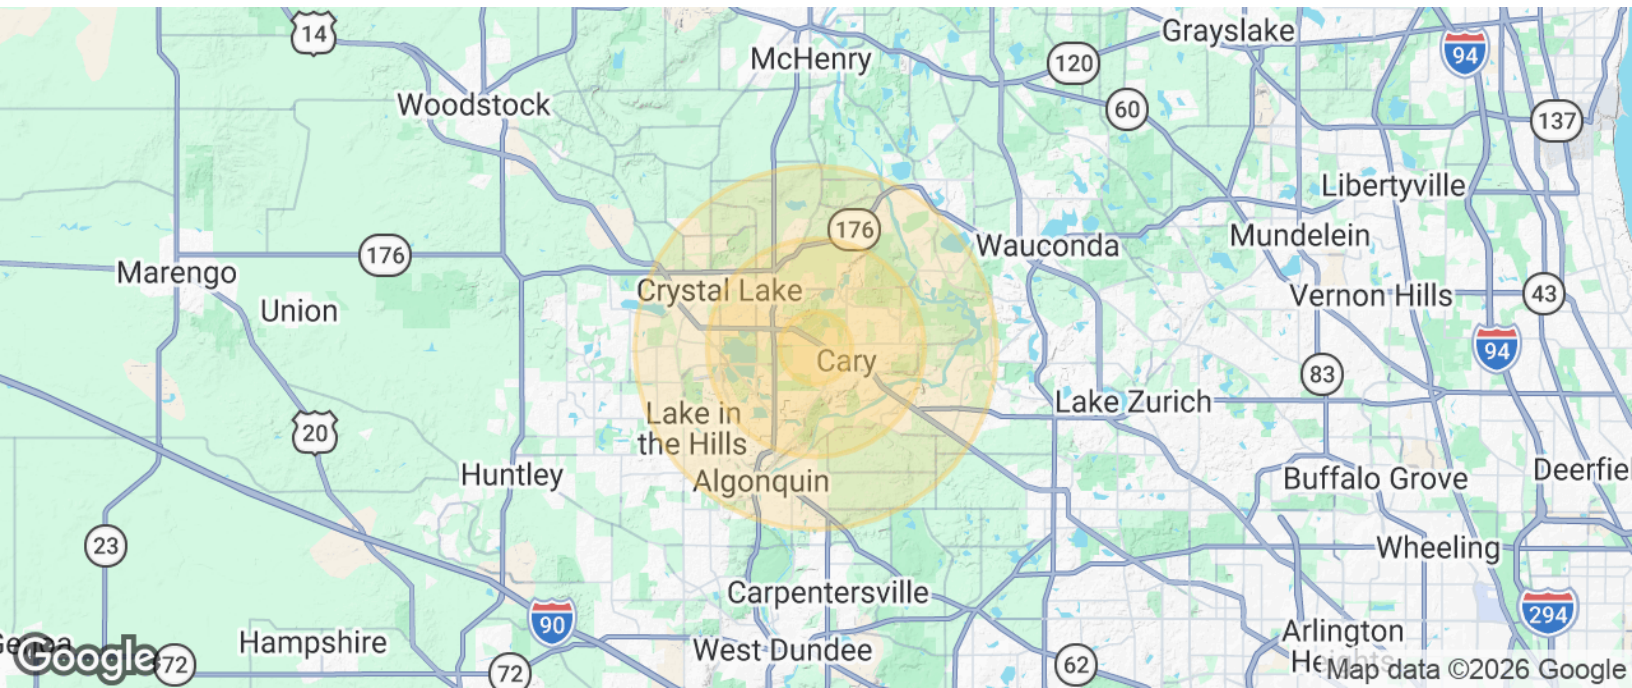 14
McHenry
Grayslake
94
120
Woodstock
60
137
Libertyville
176
Wauconda
Mundelein
176
Marengo
Crystal Lake
Vernon Hills
43
Union
94
Cary
83
Lake in
the Hills
Lake Zurich
20
Huntley
Algonquin
Buffalo Grove
Deerfiel
23
Wheeling
Carpentersville
90
294
Hampshire
West Dundee
Arlington
Heights
Google
72
72
62
Map data ©2026 Google